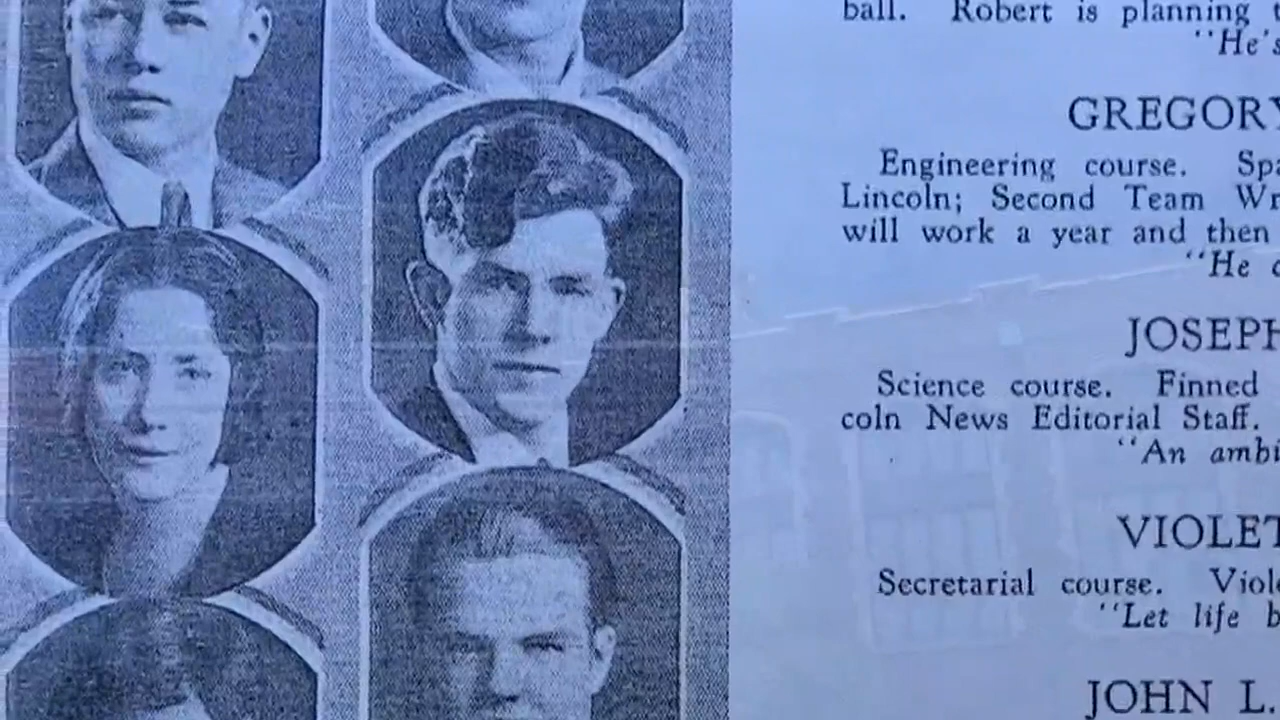 ball. Robert is planning
"He's
GREGORY
Engineering course.
Lincoln; Second Team
will work a year and then
"He
JOSEPH
Science course. Finned
coln News Editorial Staff.
"An
VIOLET
Secretarial course.
"Let life
JOHN L.